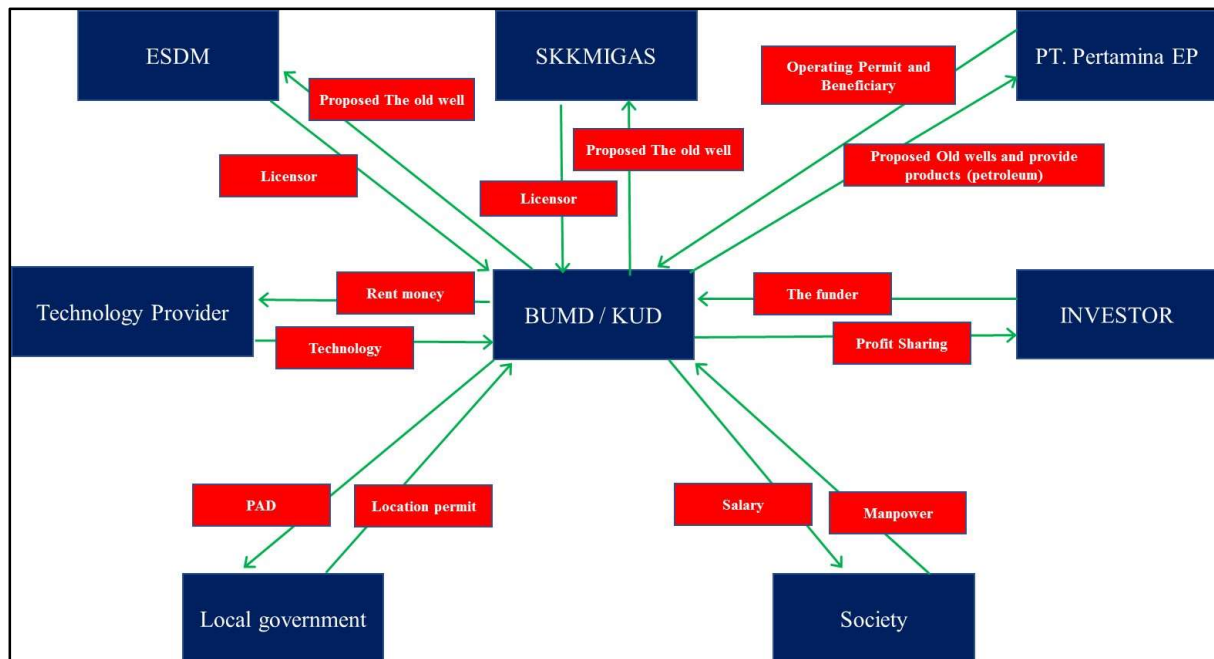 ESDM
SKKMIGAS
PT. Pertamina EP
Operating Permit and
Beneficiary
Proposed The old well
Proposed The old well
Proposed Old wells and provide
products (petroleum)
Licensor
Licensor
Technology Provider
Rent money
Technology
BUMD / KUD
The funder
Profit Sharing
INVESTOR
PAD
Location permit
Salary
Manpower
Local government
Society